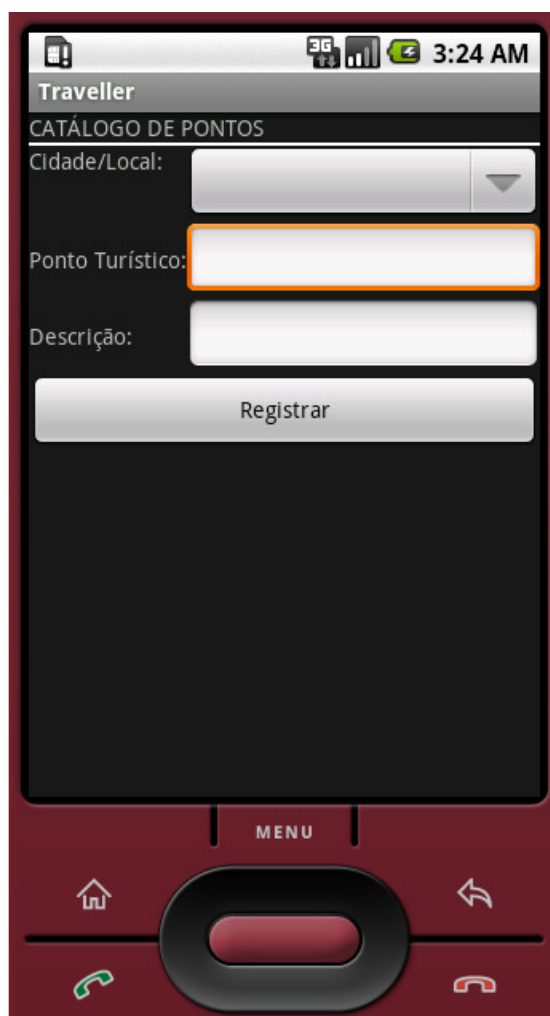 3G 3:24 AM
Traveller
CATÁLOGO DE PONTOS
Cidade/Local:
Ponto Turístico:
Descrição:
Registrar
MENU